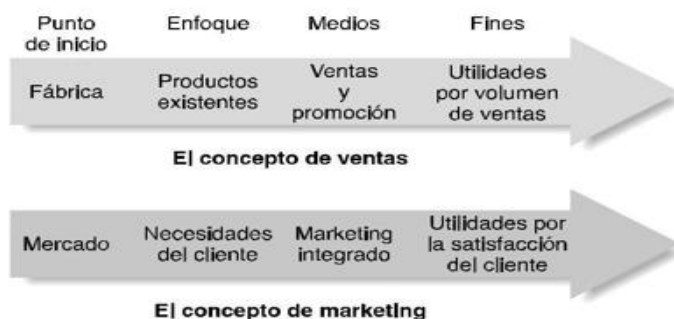 Punto de inicio Enfoque Medios Fines
Fábrica Productos existentes Ventas y promoción Utilidades por volumen de ventas
El concepto de ventas
Mercado Necesidades del cliente Marketing integrado Utilidades por la satisfacción del cliente
El concepto de marketing